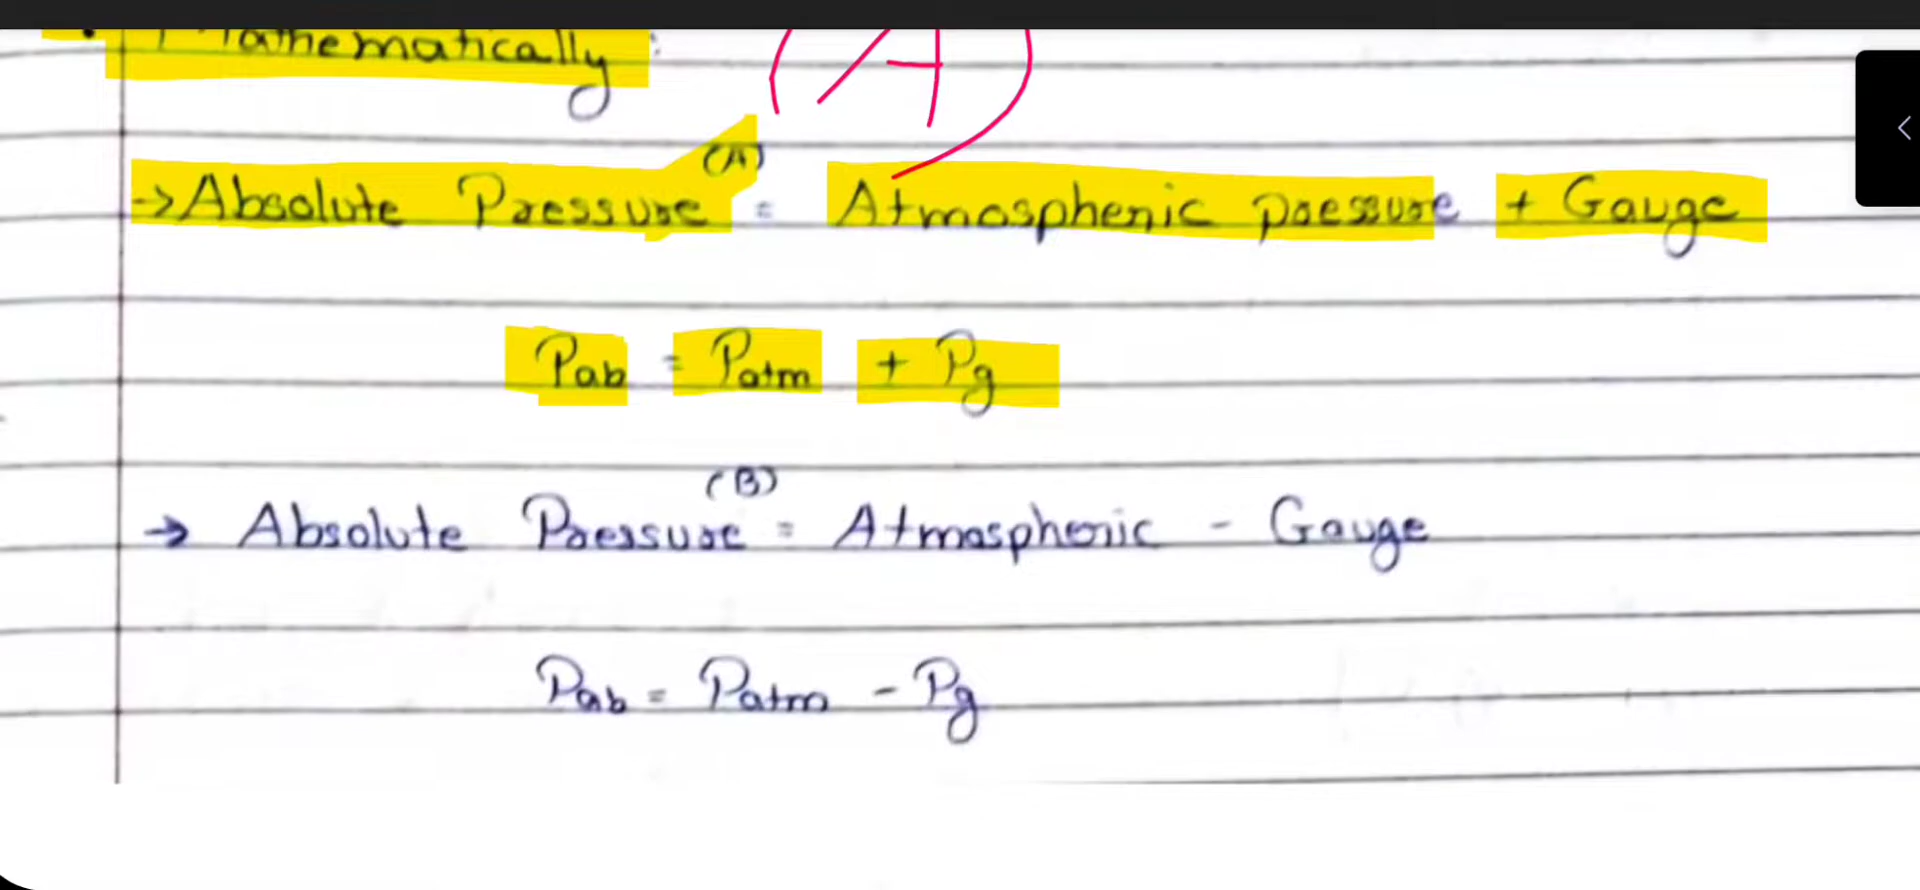 • Mathematically:
(A)
(A)
→ Absolute Pressure = Atmospheric pressure + Gauge
Pab = Patm + Pg
(B)
→ Absolute Pressure = Atmospheric - Gauge
Pab = Patm - Pg